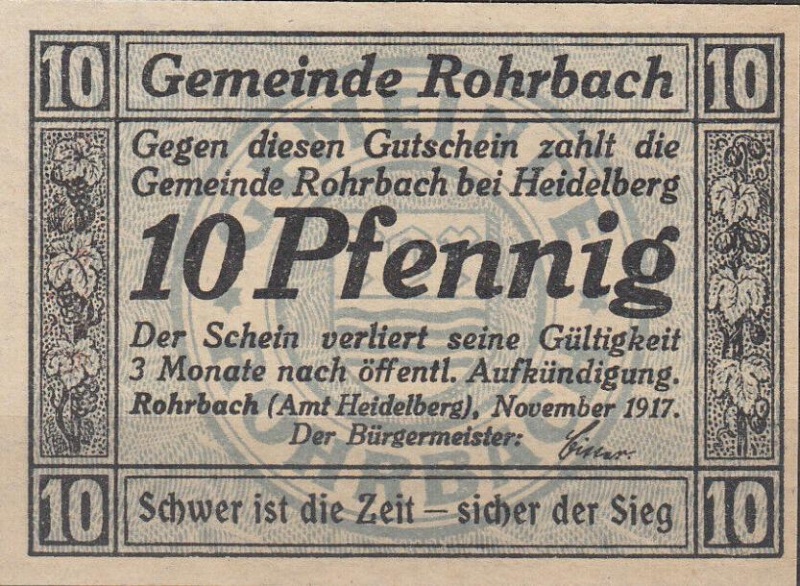 10 Gemeinde Rohrbach 10
Gegen diesen Gutschein zahlt die
Gemeinde Rohrbach bei Heidelberg
10 Pfennig
Der Schein verliert seine Gültigkeit
3 Monate nach öffentl. Aufkündigung.
Rohrbach (Amt Heidelberg), November 1917.
Der Bürgermeister:
10 Schwer ist die Zeit – sicher der Sieg 10
GEMEINDE
ROHRBACH